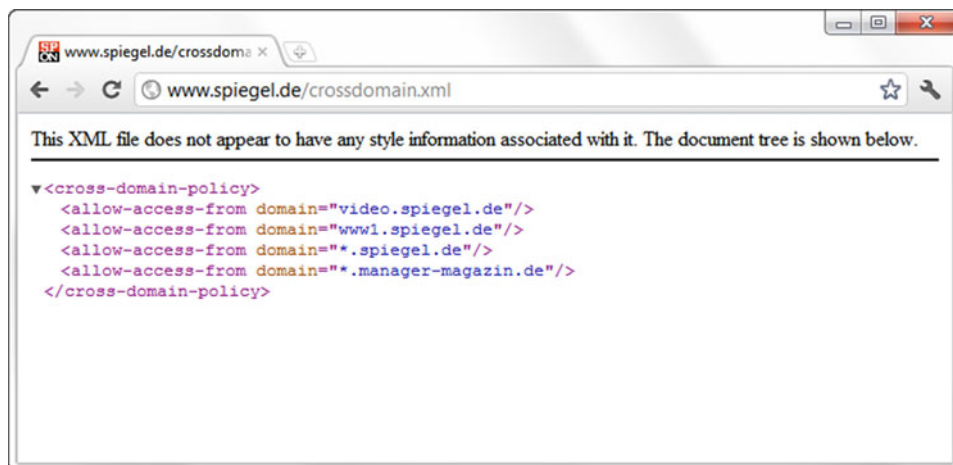 SP
ON
www.spiegel.de/crossdoma
www.spiegel.de/crossdomain.xml
This XML file does not appear to have any style information associated with it. The document tree is shown below.
▼<cross-domain-policy>
<allow-access-from domain="video.spiegel.de"/>
<allow-access-from domain="www1.spiegel.de"/>
<allow-access-from domain="*.spiegel.de"/>
<allow-access-from domain="*.manager-magazin.de"/>
</cross-domain-policy>